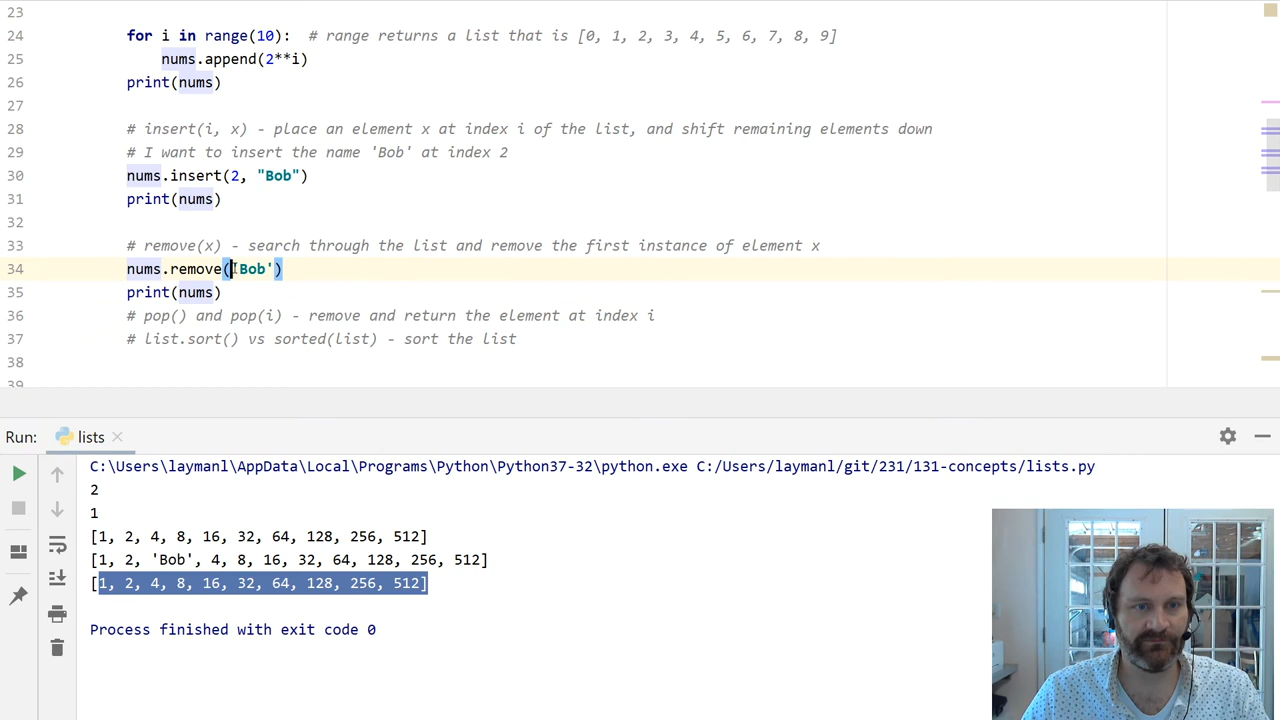 23
24 for i in range(10):  # range returns a list that is [0, 1, 2, 3, 4, 5, 6, 7, 8, 9]
25 nums.append(2**i)
26 print(nums)
27
28 # insert(i, x) - place an element x at index i of the list, and shift remaining elements down
29 # I want to insert the name 'Bob' at index 2
30 nums.insert(2, "Bob")
31 print(nums)
32
33 # remove(x) - search through the list and remove the first instance of element x
34 nums.remove('Bob')
35 print(nums)
36 # pop() and pop(i) - remove and return the element at index i
37 # list.sort() vs sorted(list) - sort the list
38
39
Run: lists
C:\Users\laymanl\AppData\Local\Programs\Python\Python37-32\python.exe C:/Users/laymanl/git/231/131-concepts/lists.py
2
1
[1, 2, 4, 8, 16, 32, 64, 128, 256, 512]
[1, 2, 'Bob', 4, 8, 16, 32, 64, 128, 256, 512]
[1, 2, 4, 8, 16, 32, 64, 128, 256, 512]
Process finished with exit code 0